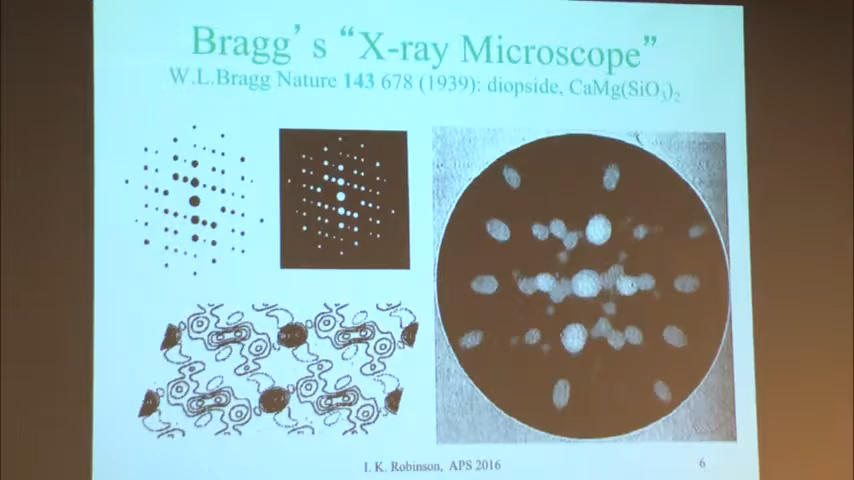 Bragg's “X-ray Microscope”
W.L.Bragg Nature 143 678 (1939): diopside, CaMg(SiO3)2
I. K. Robinson, APS 2016
6